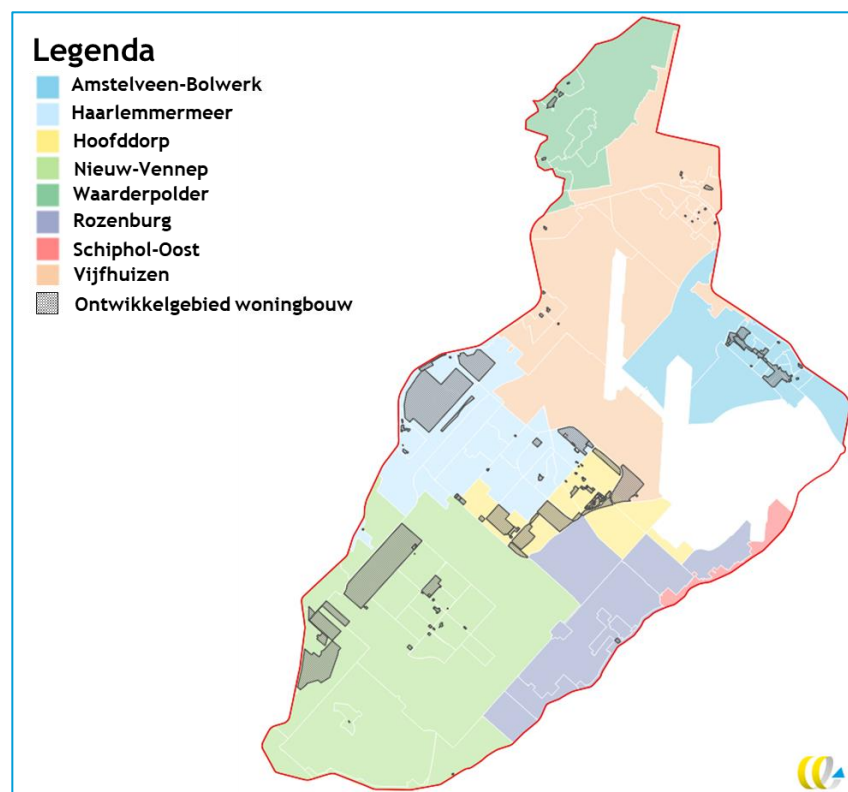 Legenda
Amstelveen-Bolwerk
Haarlemmermeer
Hoofddorp
Nieuw-Vennep
Waarderpolder
Rozenburg
Schiphol-Oost
Vijfhuizen
Ontwikkelgebied woningbouw